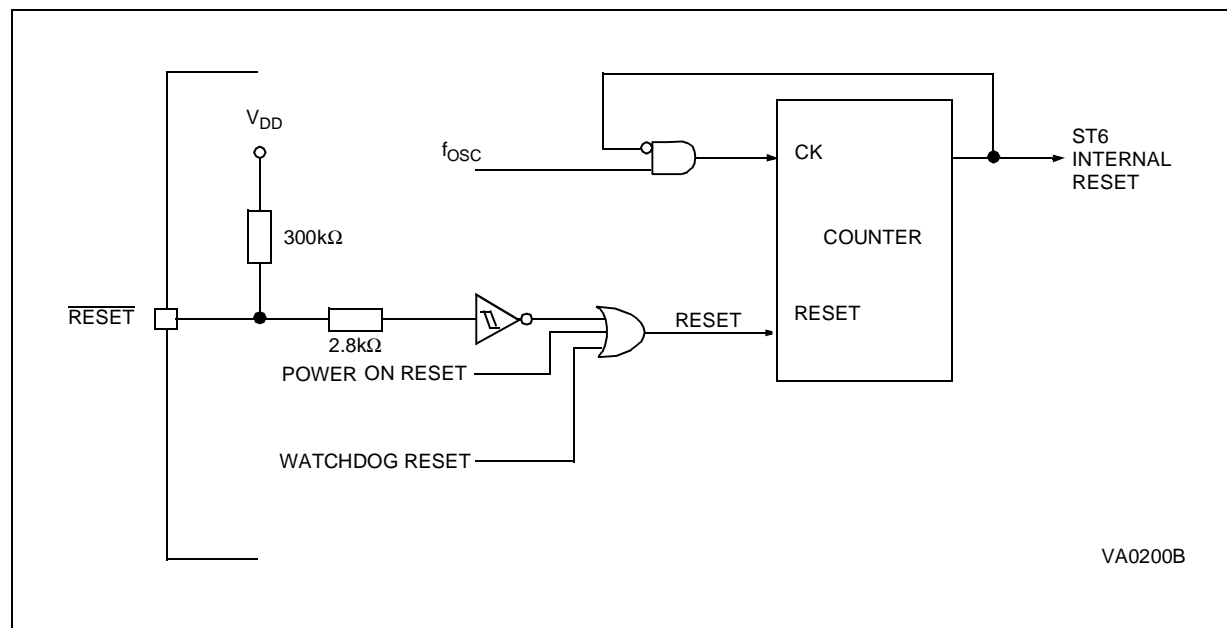 V_DD
f_OSC
CK
ST6
INTERNAL
RESET
300kΩ
COUNTER
RESET
RESET
RESET
2.8kΩ
POWER ON RESET
WATCHDOG RESET
VA0200B